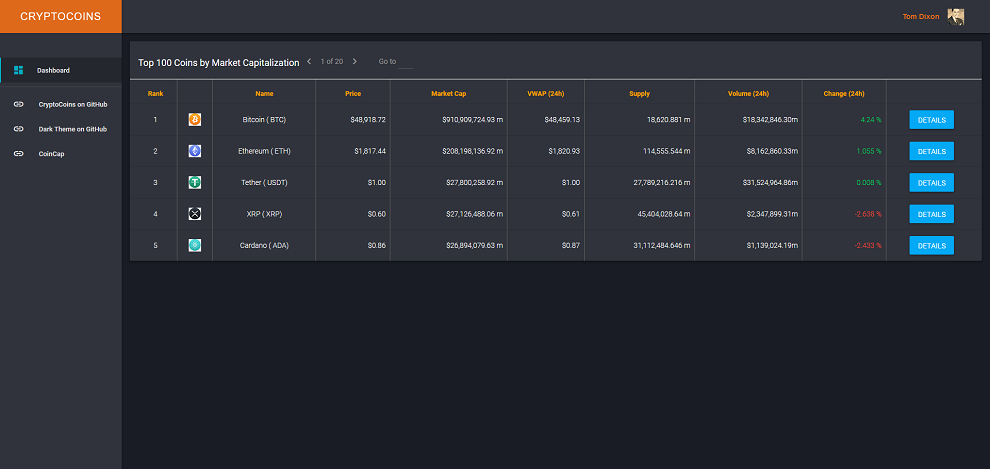 CRYPTOCOINS
Tom Dixon
Dashboard
CryptoCoins on GitHub
Dark Theme on GitHub
CoinCap
Top 100 Coins by Market Capitalization 1 of 20 Go to
Rank Name Price Market Cap VWAP (24h) Supply Volume (24h) Change (24h)
1 Bitcoin ( BTC) $48,918.72 $910,909,724.93 m $48,459.13 18,620.881 m $18,342,846.30m 4.24 % DETAILS
2 Ethereum ( ETH) $1,817.44 $208,198,136.92 m $1,820.93 114,555.544 m $8,162,860.33m 1.055 % DETAILS
3 Tether ( USDT) $1.00 $27,800,258.92 m $1.00 27,789,216.216 m $31,524,964.86m 0.008 % DETAILS
4 XRP ( XRP) $0.60 $27,126,488.06 m $0.61 45,404,028.64 m $2,347,899.31m -2.638 % DETAILS
5 Cardano ( ADA) $0.86 $26,894,079.63 m $0.87 31,112,484.646 m $1,139,024.19m -2.433 % DETAILS